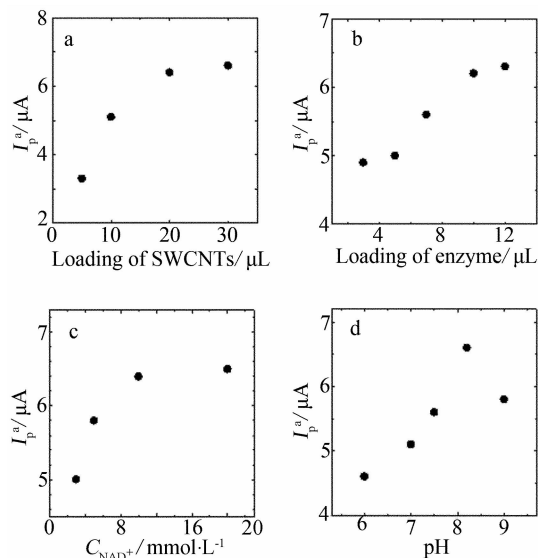 a
I_p^a/μA
8
6
4
2
0 10 20 30
Loading of SWCNTs/μL
b
I_p^a/μA
7
6
5
4
4 8 12
Loading of enzyme/μL
c
I_p^a/μA
7
6
5
0 4 8 12 16 20
C_NAD+/mmol·L⁻¹
d
I_p^a/μA
7
6
5
4
6 7 8 9
pH